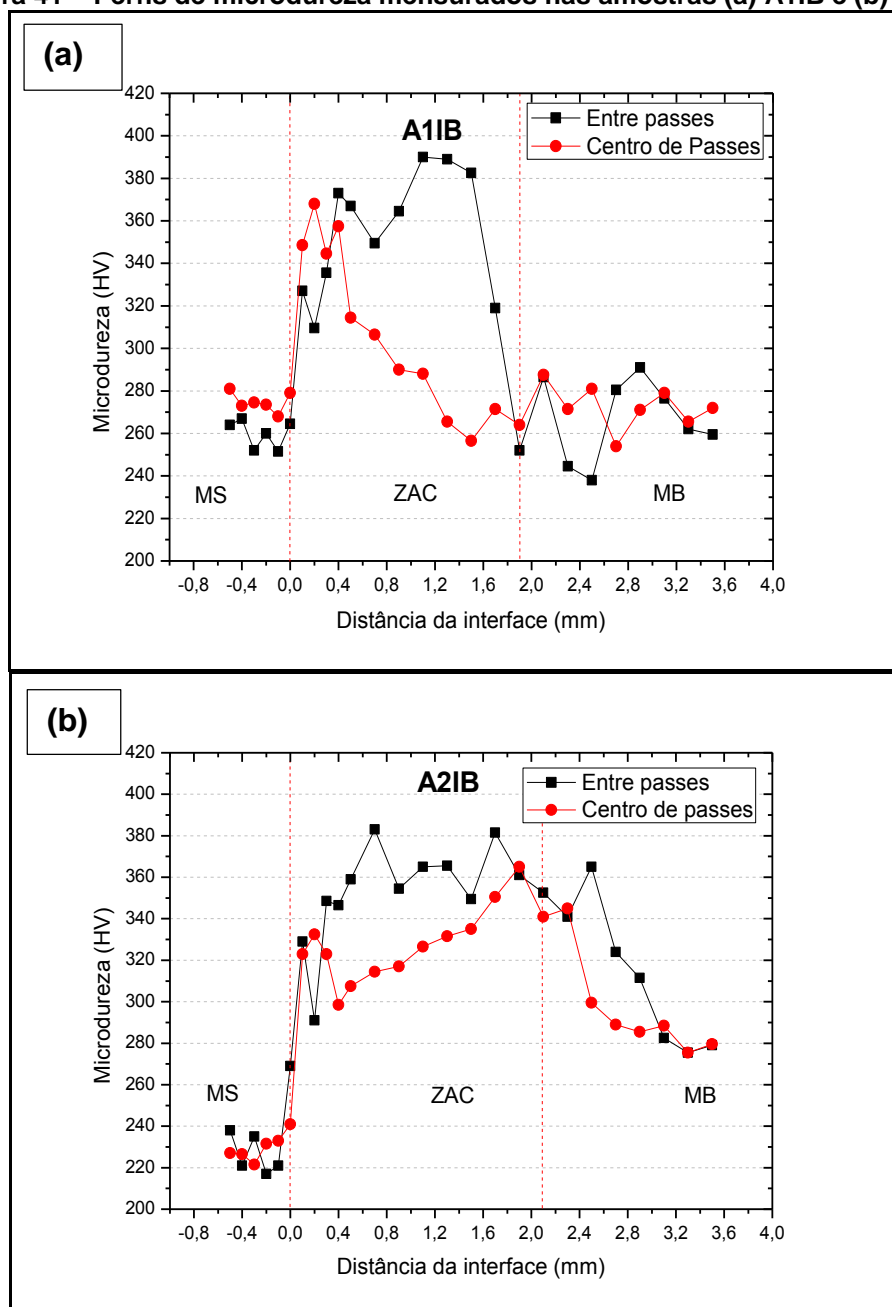 (a)
A1IB
Entre passes
Centro de Passes
420
400
380
360
340
320
300
280
260
240
220
200
Microdureza (HV)
MS
ZAC
MB
-0,8 -0,4 0,0 0,4 0,8 1,2 1,6 2,0 2,4 2,8 3,2 3,6 4,0
Distância da interface (mm)
(b)
A2IB
Entre passes
Centro de passes
420
400
380
360
340
320
300
280
260
240
220
200
Microdureza (HV)
MS
ZAC
MB
-0,8 -0,4 0,0 0,4 0,8 1,2 1,6 2,0 2,4 2,8 3,2 3,6 4,0
Distância da interface (mm)